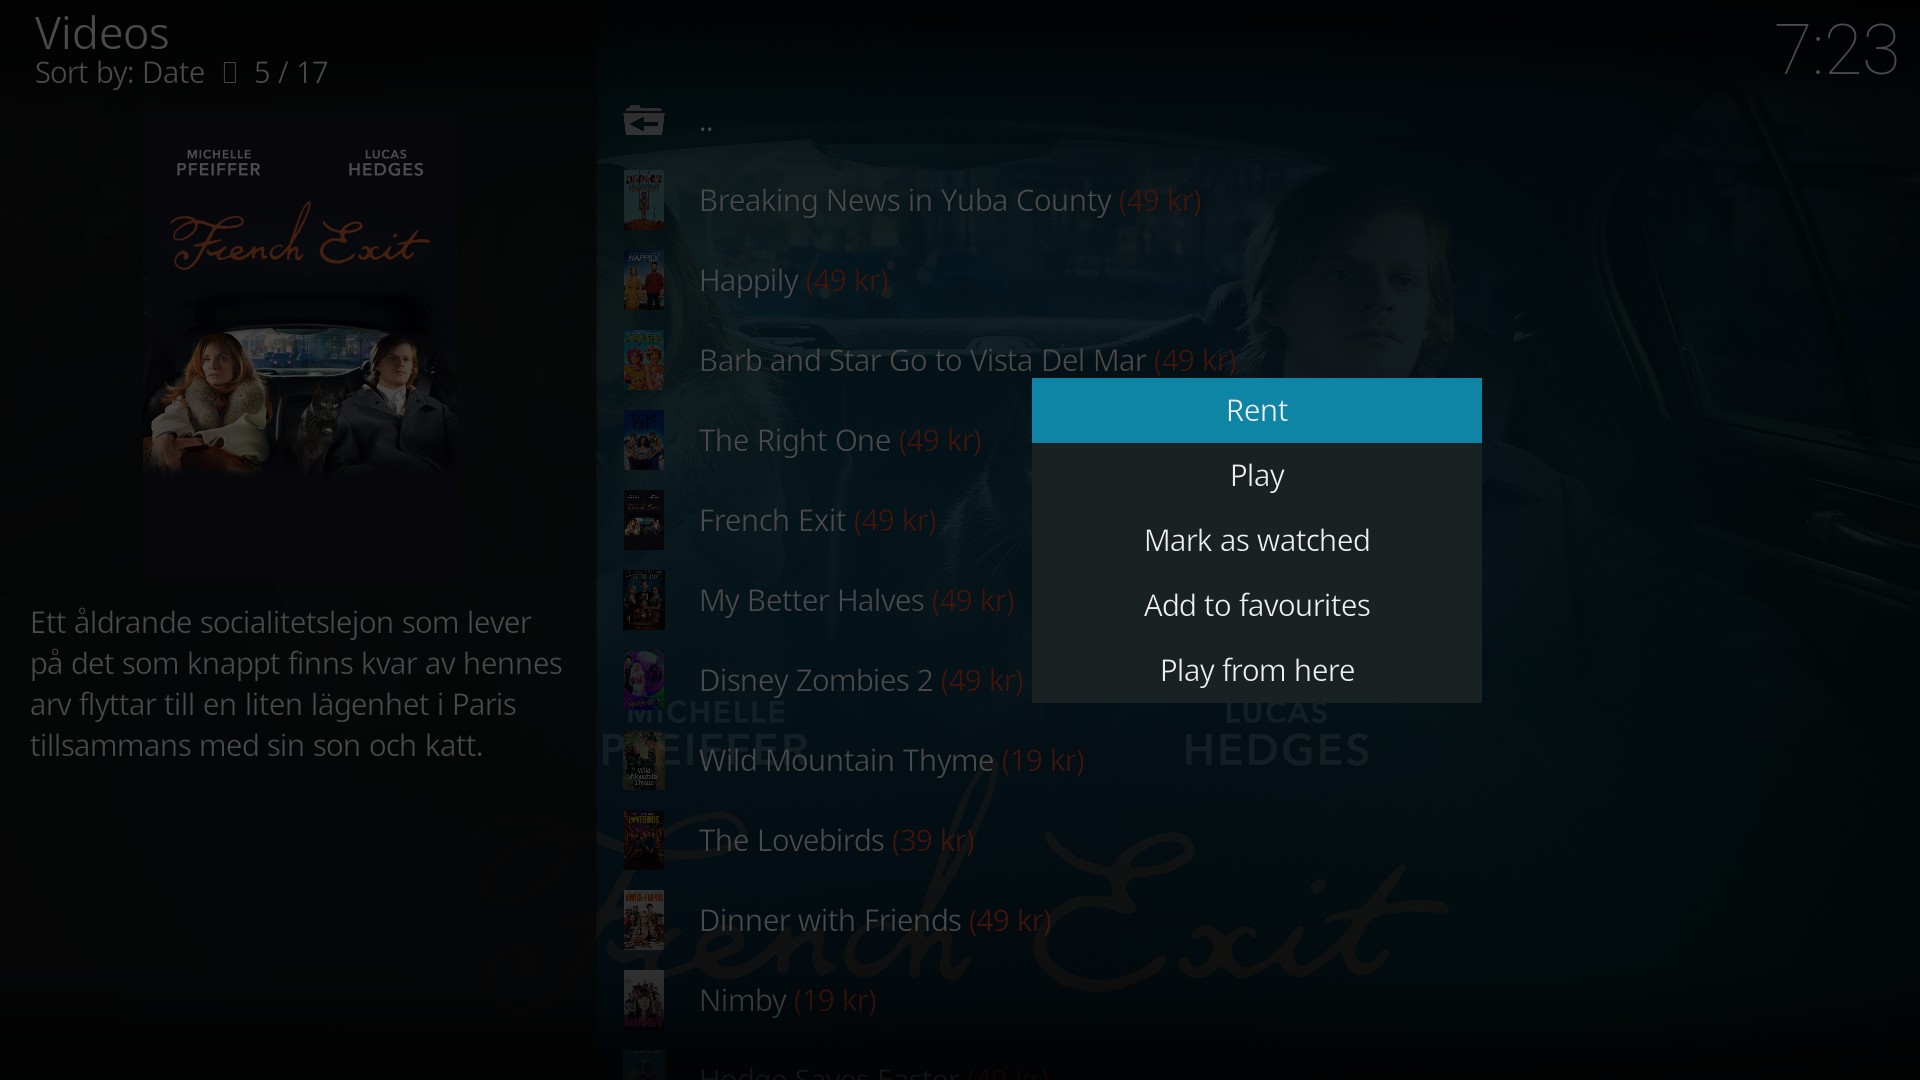 Videos
Sort by: Date 5 / 17
7:23
MICHELLE PFEIFFER
LUCAS HEDGES
French Exit
Ett åldrande socialitetslejon som lever
på det som knappt finns kvar av hennes
arv flyttar till en liten lägenhet i Paris
tillsammans med sin son och katt.
..
Breaking News in Yuba County (49 kr)
Happily (49 kr)
Barb and Star Go to Vista Del Mar (49 kr)
The Right One (49 kr)
French Exit (49 kr)
My Better Halves (49 kr)
Disney Zombies 2 (49 kr)
Wild Mountain Thyme (19 kr)
The Lovebirds (39 kr)
Dinner with Friends (49 kr)
Nimby (19 kr)
Hodge Saves Easter (49 kr)
Rent
Play
Mark as watched
Add to favourites
Play from here
MICHELLE PFEIFFER
LUCAS HEDGES
French Exit